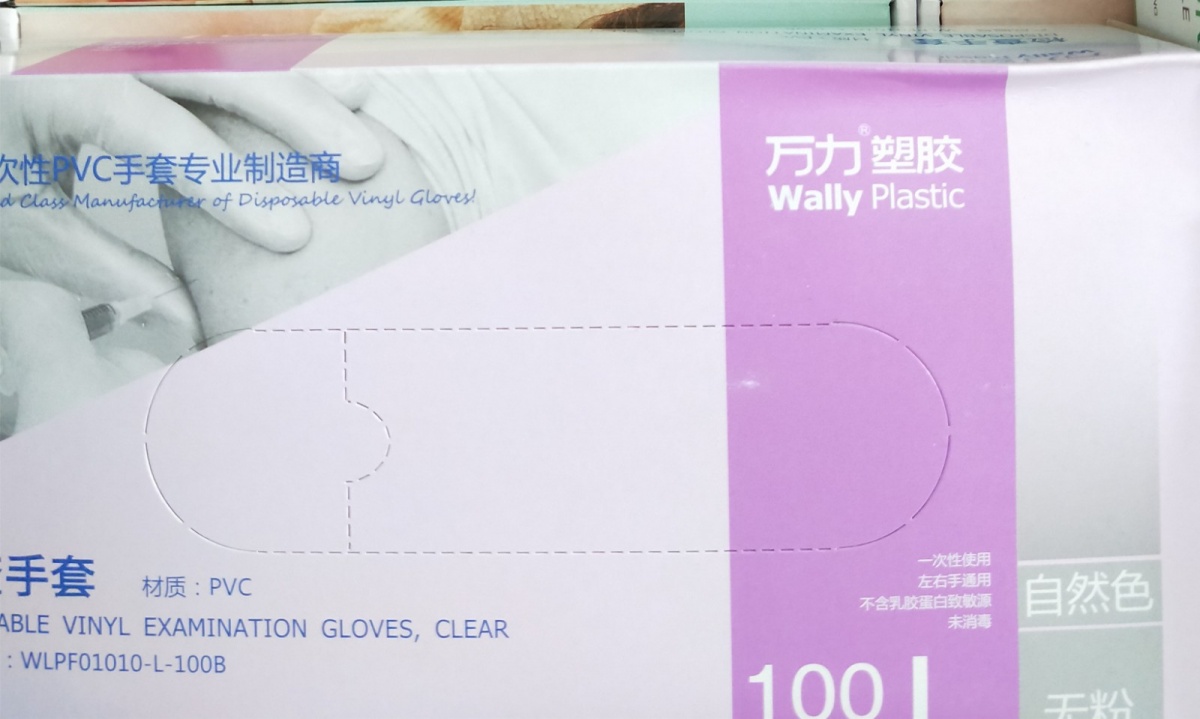 次性PVC手套专业制造商
d Class Manufacturer of Disposable Vinyl Gloves!
万力®塑胶
Wally Plastic
手套 材质：PVC
ABLE VINYL EXAMINATION GLOVES, CLEAR
: WLPF01010-L-100B
一次性使用
左右手通用
不含乳胶蛋白致敏源
未消毒
100
自然色
无粉